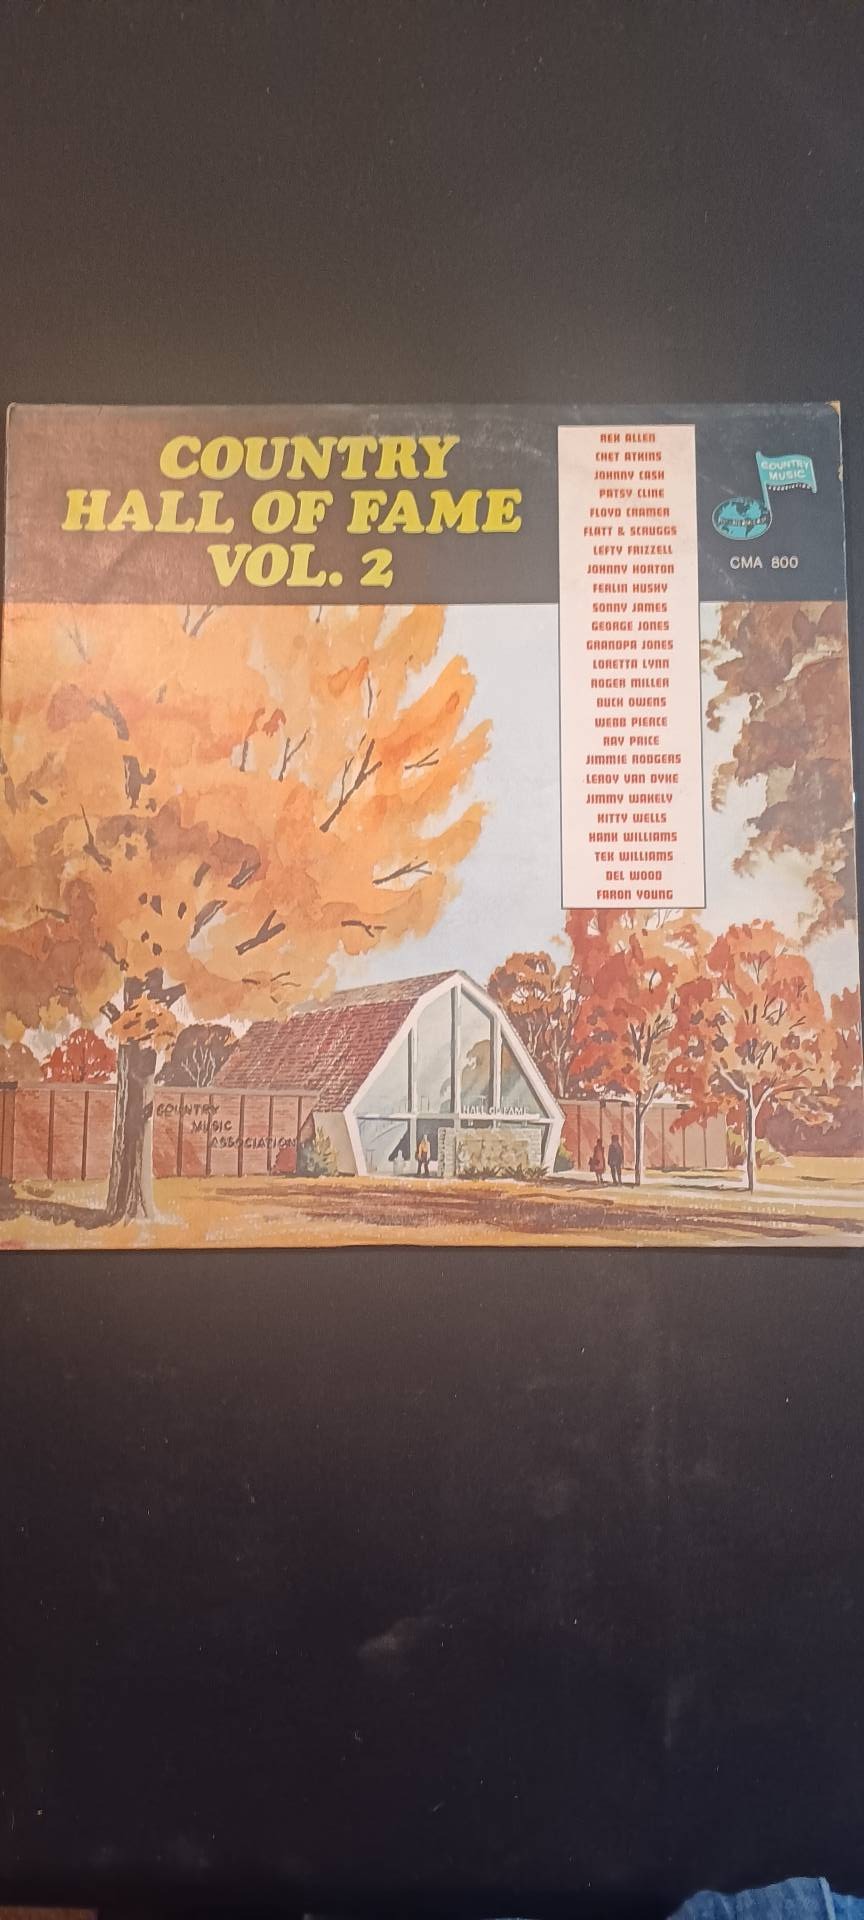 COUNTRY
HALL OF FAME
VOL. 2
REX ALLEN
CHET ATKINS
JOHNNY CASH
PATSY CLINE
FLOYD CRAMER
FLATT & SCRUGGS
LEFTY FRIZZELL
JOHNNY HORTON
FERLIN HUSKY
SONNY JAMES
GEORGE JONES
GRANDPA JONES
LORETTA LYNN
ROGER MILLER
BUCK OWENS
WEBB PIERCE
RAY PRICE
JIMMIE RODGERS
LEROY VAN DYKE
JIMMY WAKELY
KITTY WELLS
HANK WILLIAMS
TEX WILLIAMS
DEL WOOD
FARON YOUNG
COUNTRY
MUSIC
CMA 800
HALL OF FAME
COUNTRY
MUSIC
ASSOCIATION